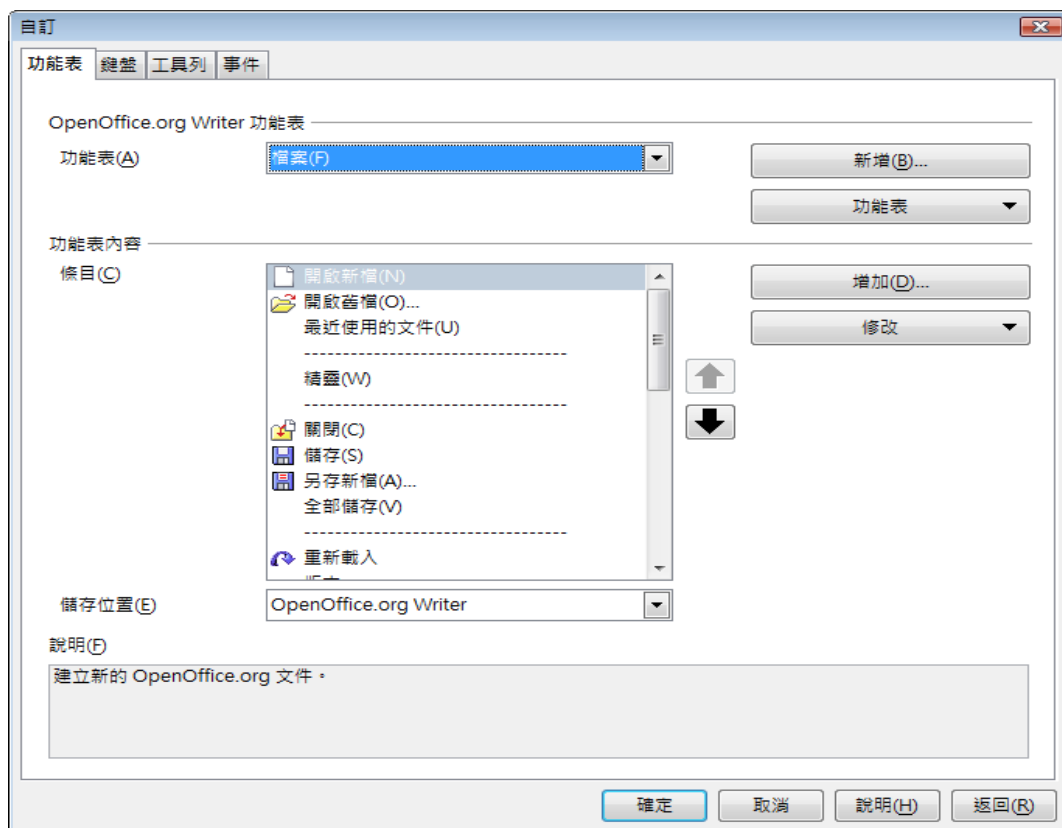 自訂
功能表 鍵盤 工具列 事件
OpenOffice.org Writer 功能表
功能表(A) 檔案(F) 新增(B)...
功能表
功能表內容
條目(C) 開啟新檔(N) 增加(D)...
開啟舊檔(O)...
最近使用的文件(U) 修改
----------------------------------
精靈(W)
----------------------------------
關閉(C)
儲存(S)
另存新檔(A)...
全部儲存(V)
----------------------------------
重新載入
儲存位置(E) OpenOffice.org Writer
說明(F)
建立新的 OpenOffice.org 文件。
確定 取消 說明(H) 返回(R)